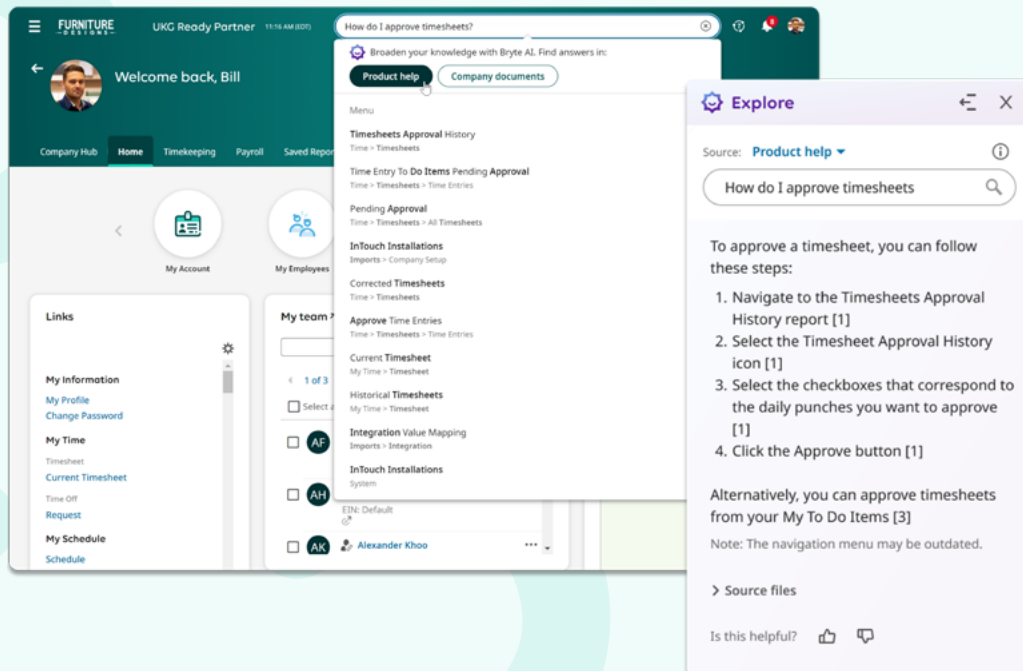 FURNITURE
DESIGNS
UKG Ready Partner
11:16 AM (EDT)
How do I approve timesheets?
8
Welcome back, Bill
Broaden your knowledge with Bryte AI. Find answers in:
Product help
Company documents
Company Hub
Home
Timekeeping
Payroll
Saved Repor
Menu
Timesheets Approval History
Time > Timesheets
Time Entry To Do Items Pending Approval
Time > Timesheets > Time Entries
Pending Approval
Time > Timesheets > All Timesheets
InTouch Installations
Imports > Company Setup
Corrected Timesheets
Time > Timesheets
Approve Time Entries
Time > Timesheets > Time Entries
Current Timesheet
My Time > Timesheet
Historical Timesheets
My Time > Timesheet
Integration Value Mapping
Imports > Integration
InTouch Installations
System
My Account
My Employees
Links
My Information
My Profile
Change Password
My Time
Timesheet
Current Timesheet
Time Off
Request
My Schedule
Schedule
My team
1 of 3
Select a
AF
AH
EIN: Default
AK
Alexander Khoo
Explore
Source: Product help
How do I approve timesheets
To approve a timesheet, you can follow
these steps:
1. Navigate to the Timesheets Approval
History report [1]
2. Select the Timesheet Approval History
icon [1]
3. Select the checkboxes that correspond to
the daily punches you want to approve
[1]
4. Click the Approve button [1]
Alternatively, you can approve timesheets
from your My To Do Items [3]
Note: The navigation menu may be outdated.
Source files
Is this helpful?